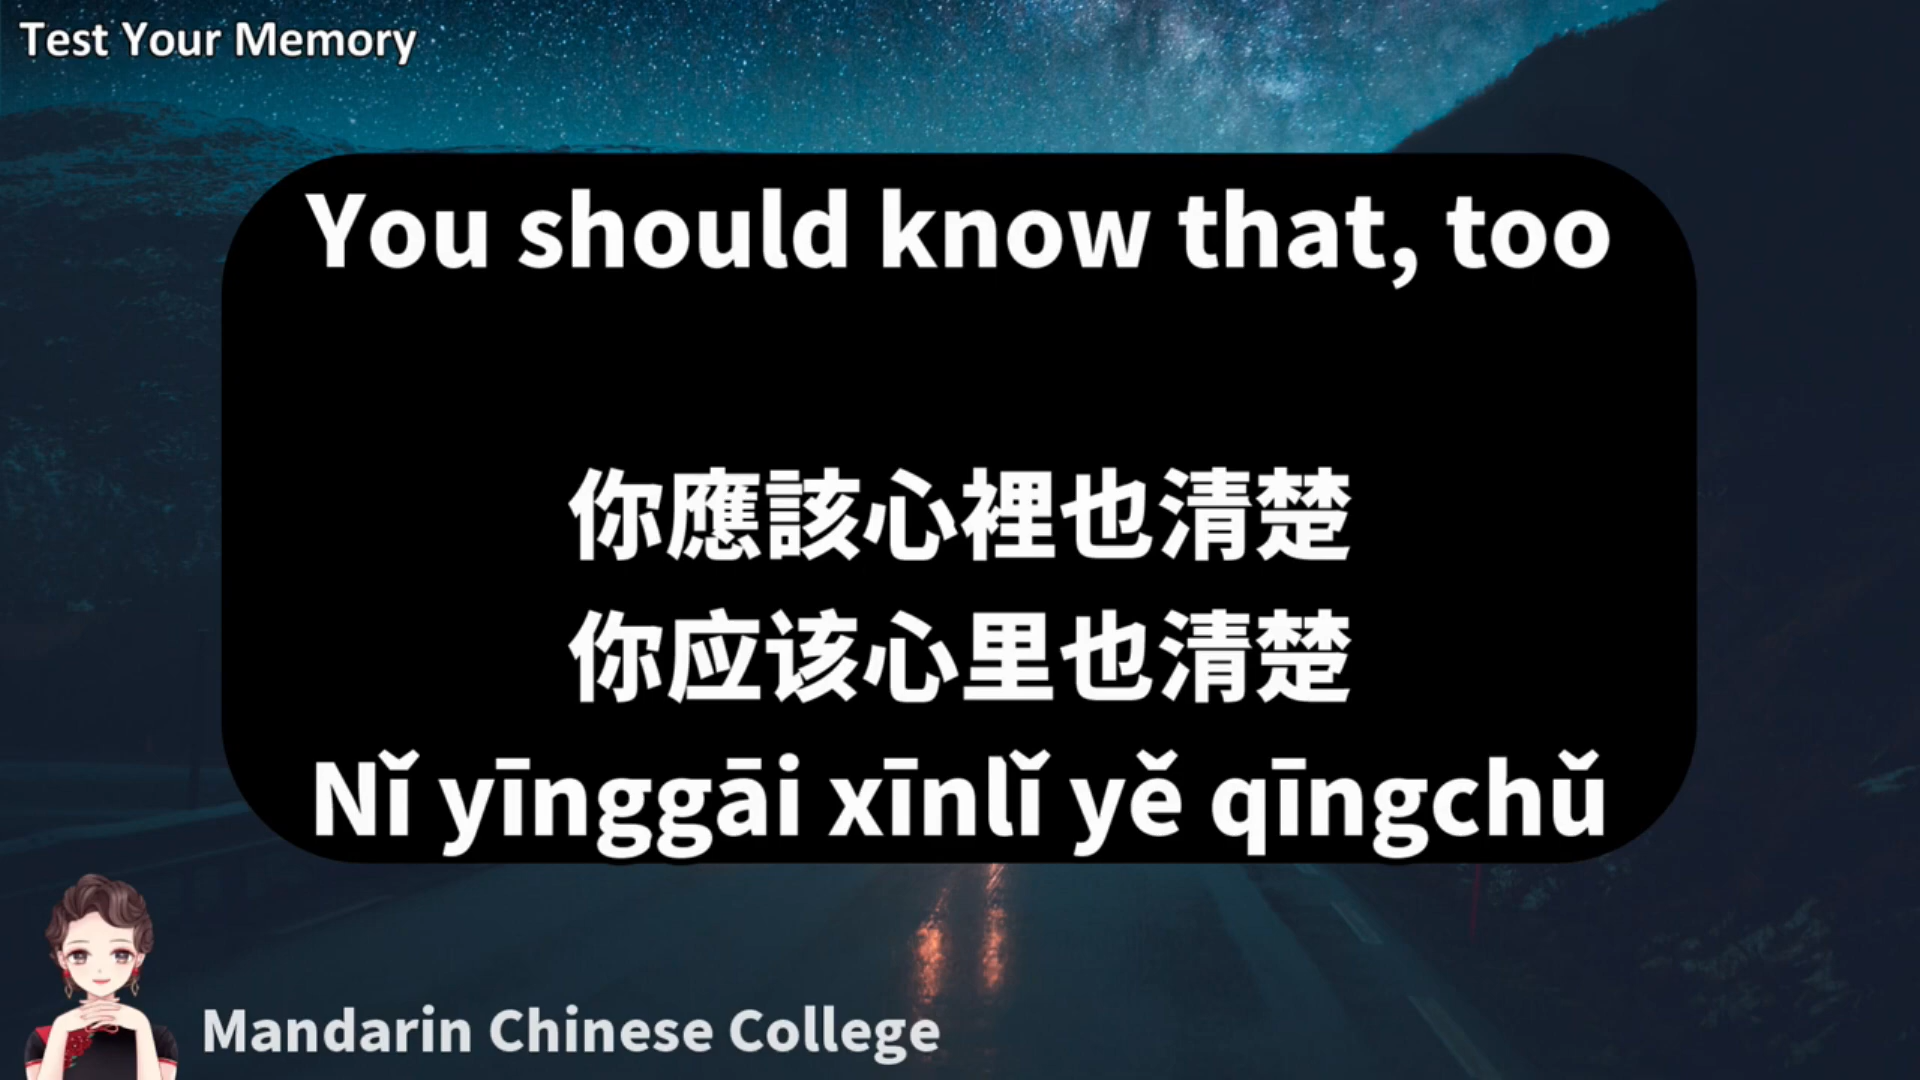 Test Your Memory
You should know that, too
你應該心裡也清楚
你应该心里也清楚
Nǐ yīnggāi xīnlǐ yě qīngchǔ
Mandarin Chinese College